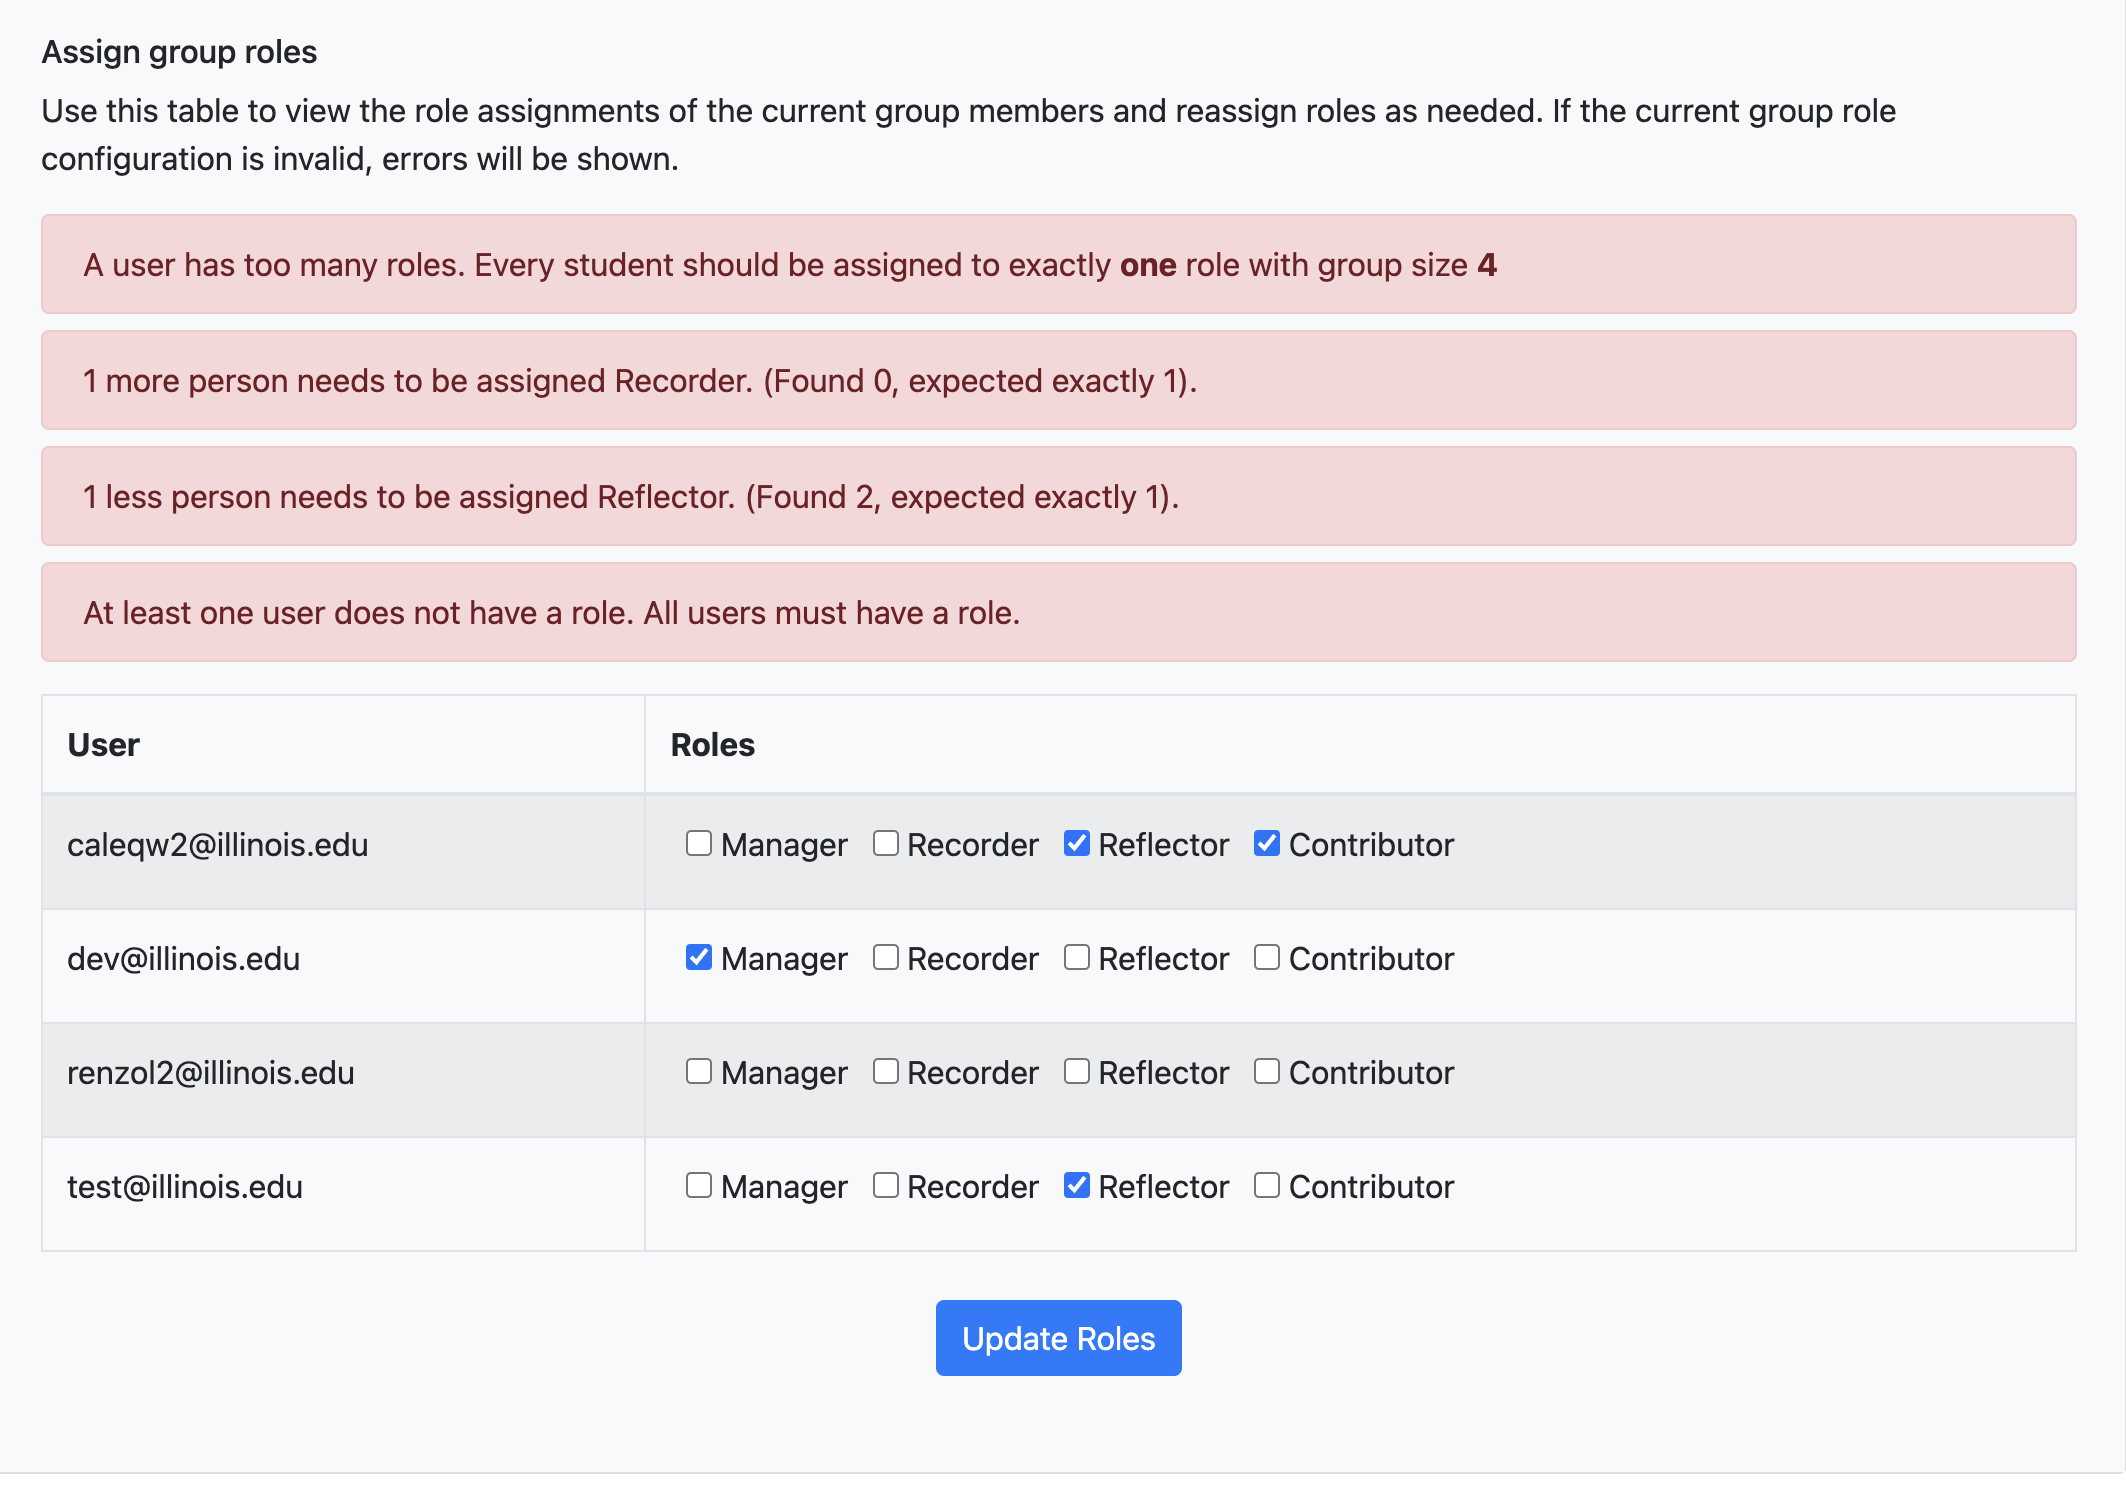 Assign group roles
Use this table to view the role assignments of the current group members and reassign roles as needed. If the current group role
configuration is invalid, errors will be shown.
A user has too many roles. Every student should be assigned to exactly one role with group size 4
1 more person needs to be assigned Recorder. (Found 0, expected exactly 1).
1 less person needs to be assigned Reflector. (Found 2, expected exactly 1).
At least one user does not have a role. All users must have a role.
User Roles
caleqw2@illinois.edu Manager Recorder Reflector Contributor
dev@illinois.edu Manager Recorder Reflector Contributor
renzol2@illinois.edu Manager Recorder Reflector Contributor
test@illinois.edu Manager Recorder Reflector Contributor
Update Roles